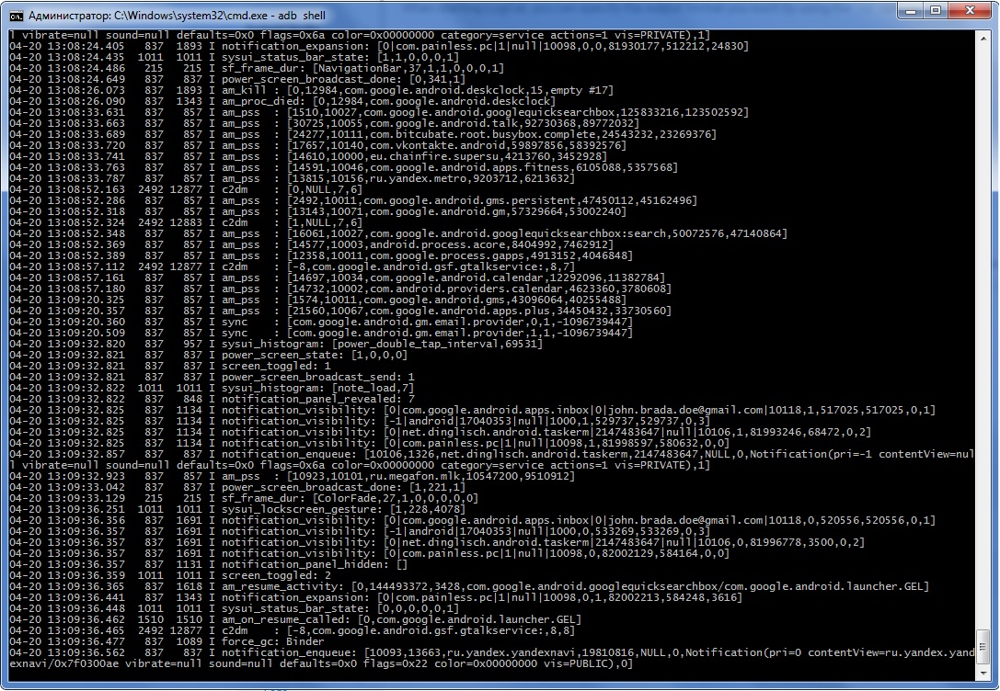 Администратор: C:\Windows\system32\cmd.exe - adb shell
l vibrate=null sound=null defaults=0x0 flags=0x6a color=0x00000000 category=service actions=1 vis=PRIVATE),1]
04-20 13:08:24.405   837  1893 I notification_expansion: [0|com.painless.pc|1|null|10098,0,0,81930177,512212,24830]
04-20 13:08:24.435  1011  1011 I sysui_status_bar_state: [1,1,0,0,0,1]
04-20 13:08:24.486   215   215 I sf_frame_dur: [NavigationBar,37,1,1,0,0,0,1]
04-20 13:08:24.649   837   837 I power_screen_broadcast_done: [0,341,1]
04-20 13:08:26.073   837  1893 I am_kill : [0,12984,com.google.android.deskclock,15,empty #17]
04-20 13:08:26.090   837  1343 I am_proc_died: [0,12984,com.google.android.deskclock]
04-20 13:08:33.631   837   857 I am_pss  : [1510,10027,com.google.android.googlequicksearchbox,125833216,123502592]
04-20 13:08:33.663   837   857 I am_pss  : [30725,10055,com.google.android.talk,92730368,89772032]
04-20 13:08:33.689   837   857 I am_pss  : [24277,10111,com.bitcubate.root.busybox.complete,24543232,23269376]
04-20 13:08:33.720   837   857 I am_pss  : [17657,10140,com.vkontakte.android,59897856,58392576]
04-20 13:08:33.741   837   857 I am_pss  : [14610,10000,eu.chainfire.supersu,4213760,3452928]
04-20 13:08:33.763   837   857 I am_pss  : [14591,10046,com.google.android.apps.fitness,6105088,5357568]
04-20 13:08:33.787   837   857 I am_pss  : [13815,10156,ru.yandex.metro,9203712,6213632]
04-20 13:08:52.163  2492 12877 I c2dm    : [0,NULL,7,6]
04-20 13:08:52.286   837   857 I am_pss  : [2492,10011,com.google.android.gms.persistent,47450112,45162496]
04-20 13:08:52.318   837   857 I am_pss  : [13143,10071,com.google.android.gm,57329664,53002240]
04-20 13:08:52.324  2492 12883 I c2dm    : [1,NULL,7,6]
04-20 13:08:52.348   837   857 I am_pss  : [16061,10027,com.google.android.googlequicksearchbox:search,50072576,47140864]
04-20 13:08:52.369   837   857 I am_pss  : [14577,10003,android.process.acore,8404992,7462912]
04-20 13:08:52.389   837   857 I am_pss  : [12358,10011,com.google.process.gapps,4913152,4046848]
04-20 13:08:57.112  2492 12877 I c2dm    : [-8,com.google.android.gsf.gtalkservice:,8,7]
04-20 13:08:57.161   837   857 I am_pss  : [14697,10034,com.google.android.calendar,12292096,11382784]
04-20 13:08:57.180   837   857 I am_pss  : [14732,10002,com.android.providers.calendar,4623360,3780608]
04-20 13:09:20.325   837   857 I am_pss  : [1574,10011,com.google.android.gms,43096064,40255488]
04-20 13:09:20.357   837   857 I am_pss  : [21560,10067,com.google.android.apps.plus,34450432,33730560]
04-20 13:09:20.360   837   857 I sync    : [com.google.android.gm.email.provider,0,1,-1096739447]
04-20 13:09:20.509   837   857 I sync    : [com.google.android.gm.email.provider,1,1,-1096739447]
04-20 13:09:32.820   837   957 I sysui_histogram: [power_double_tap_interval,69531]
04-20 13:09:32.821   837   837 I power_screen_state: [1,0,0,0]
04-20 13:09:32.821   837   837 I screen_toggled: 1
04-20 13:09:32.821   837   837 I power_screen_broadcast_send: 1
04-20 13:09:32.822  1011  1011 I sysui_histogram: [note_load,7]
04-20 13:09:32.822   837   848 I notification_panel_revealed: 7
04-20 13:09:32.825   837  1134 I notification_visibility: [0|com.google.android.apps.inbox|0|john.brada.doe@gmail.com|10118,1,517025,517025,0,1]
04-20 13:09:32.825   837  1134 I notification_visibility: [-1|android|17040353|null|1000,1,529737,529737,0,3]
04-20 13:09:32.825   837  1134 I notification_visibility: [0|net.dinglisch.android.taskerm|2147483647|null|10106,1,81993246,68472,0,2]
04-20 13:09:32.825   837  1134 I notification_visibility: [0|com.painless.pc|1|null|10098,1,81998597,580632,0,0]
04-20 13:09:32.857   837   837 I notification_enqueue: [10106,1326,net.dinglisch.android.taskerm,2147483647,NULL,0,Notification(pri=-1 contentView=nul
l vibrate=null sound=null defaults=0x0 flags=0x6a color=0x00000000 category=service actions=1 vis=PRIVATE),1]
04-20 13:09:32.923   837   857 I am_pss  : [10923,10101,ru.megafon.mlk,10547200,9510912]
04-20 13:09:33.042   837   837 I power_screen_broadcast_done: [1,221,1]
04-20 13:09:33.129   215   215 I sf_frame_dur: [ColorFade,27,1,0,0,0,0,0]
04-20 13:09:36.251  1011  1011 I sysui_lockscreen_gesture: [1,228,4078]
04-20 13:09:36.356   837  1691 I notification_visibility: [0|com.google.android.apps.inbox|0|john.brada.doe@gmail.com|10118,0,520556,520556,0,1]
04-20 13:09:36.357   837  1691 I notification_visibility: [-1|android|17040353|null|1000,0,533269,533269,0,3]
04-20 13:09:36.357   837  1691 I notification_visibility: [0|net.dinglisch.android.taskerm|2147483647|null|10106,0,81996778,3500,0,2]
04-20 13:09:36.357   837  1691 I notification_visibility: [0|com.painless.pc|1|null|10098,0,82002129,584164,0,0]
04-20 13:09:36.357   837  1131 I notification_panel_hidden: []
04-20 13:09:36.359  1011  1011 I screen_toggled: 2
04-20 13:09:36.365   837  1618 I am_resume_activity: [0,144493372,3428,com.google.android.googlequicksearchbox/com.google.android.launcher.GEL]
04-20 13:09:36.441   837  1343 I notification_expansion: [0|com.painless.pc|1|null|10098,0,1,82002213,584248,3616]
04-20 13:09:36.448  1011  1011 I sysui_status_bar_state: [0,0,0,0,0,1]
04-20 13:09:36.462  1510  1510 I am_on_resume_called: [0,com.google.android.launcher.GEL]
04-20 13:09:36.465  2492 12877 I c2dm    : [-8,com.google.android.gsf.gtalkservice:,8,8]
04-20 13:09:36.477   837  1089 I force_gc: Binder
04-20 13:09:36.562   837   837 I notification_enqueue: [10093,13663,ru.yandex.yandexnavi,19810816,NULL,0,Notification(pri=0 contentView=ru.yandex.yand
exnavi/0x7f0300ae vibrate=null sound=null defaults=0x0 flags=0x22 color=0x00000000 vis=PUBLIC),0]